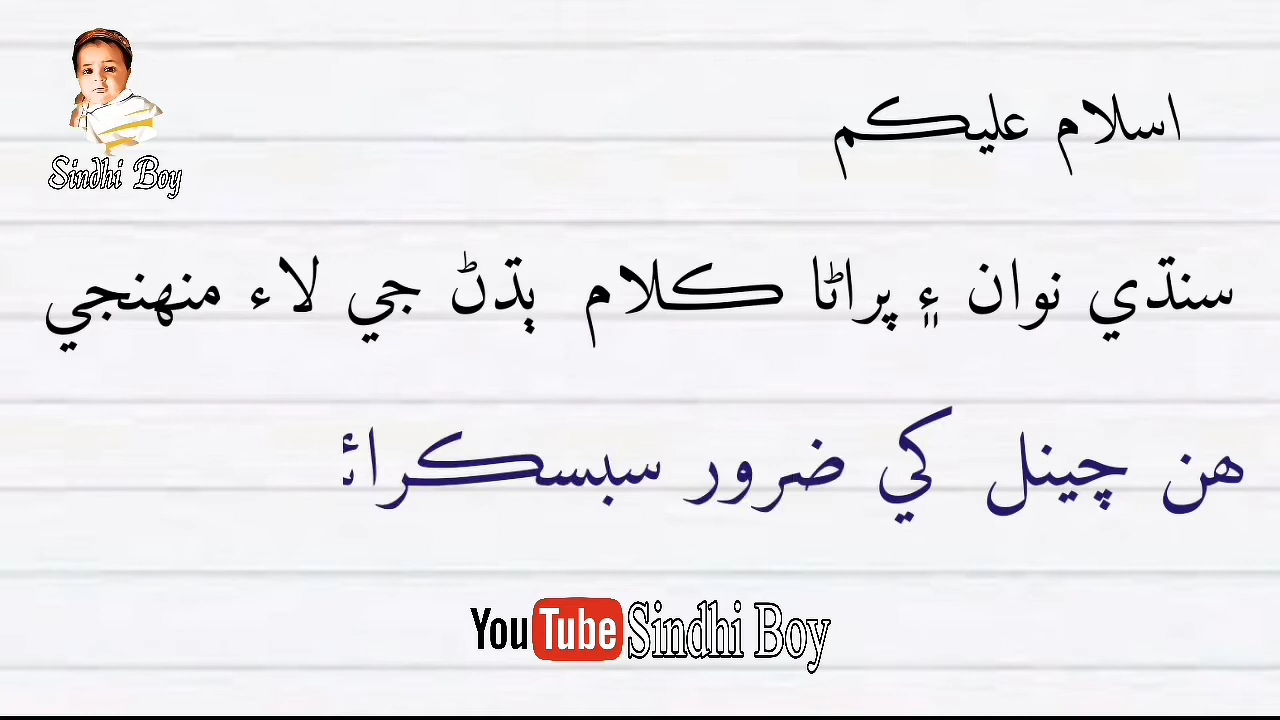 Sindhi Boy
اسلام عليڪم
سنڌي نوان ۽ پراڻا ڪلام ٻڌڻ جي لاء منهنجي
هن چينل کي ضرور سبسڪرائ
YouTube Sindhi Boy